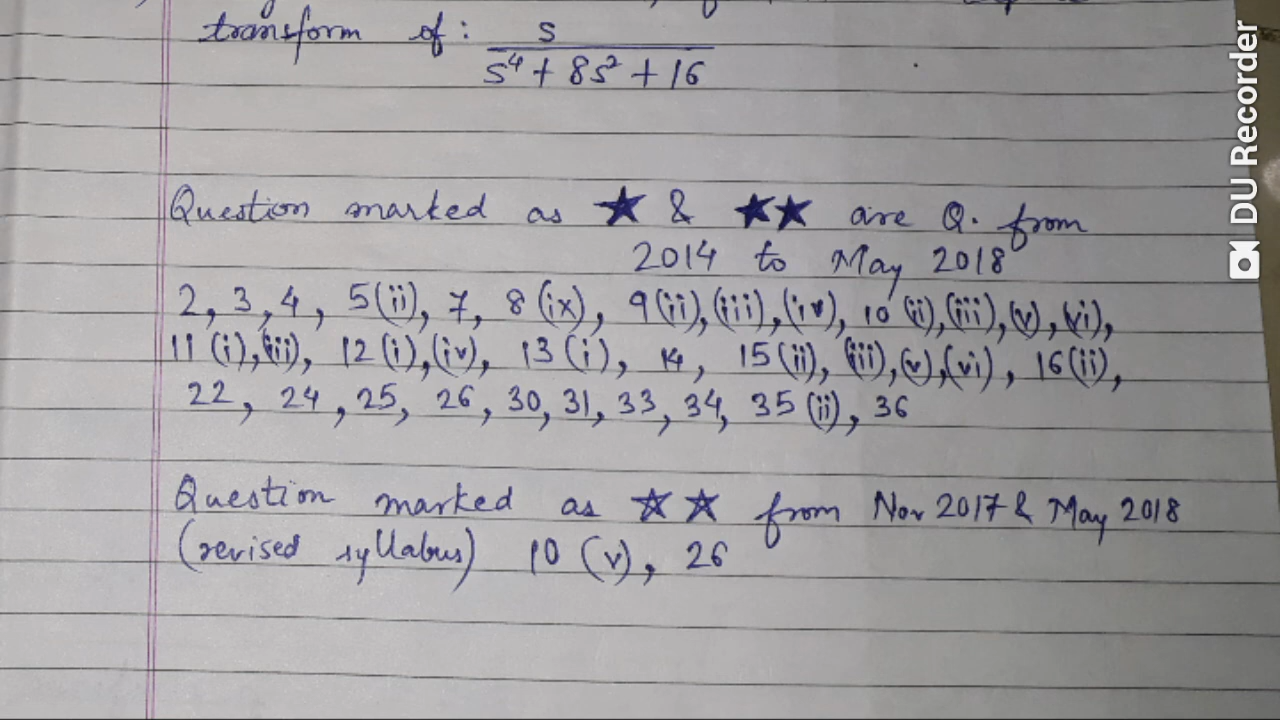 transform of : s
s⁴ + 8s² + 16
Question marked as ★ & ★★ are Q. from
2014 to May 2018
2, 3, 4, 5(ii), 7, 8(ix), 9(ii),(iii),(iv), 10(ii),(iii),(v),(vi),
11(i),(ii), 12(i),(iv), 13(i), 14, 15(ii), (iii),(v),(vi), 16(ii),
22, 24, 25, 26, 30, 31, 33, 34, 35(ii), 36
Question marked as ☆☆ from Nov 2017 & May 2018
(revised syllabus) 10(v), 26
DU Recorder